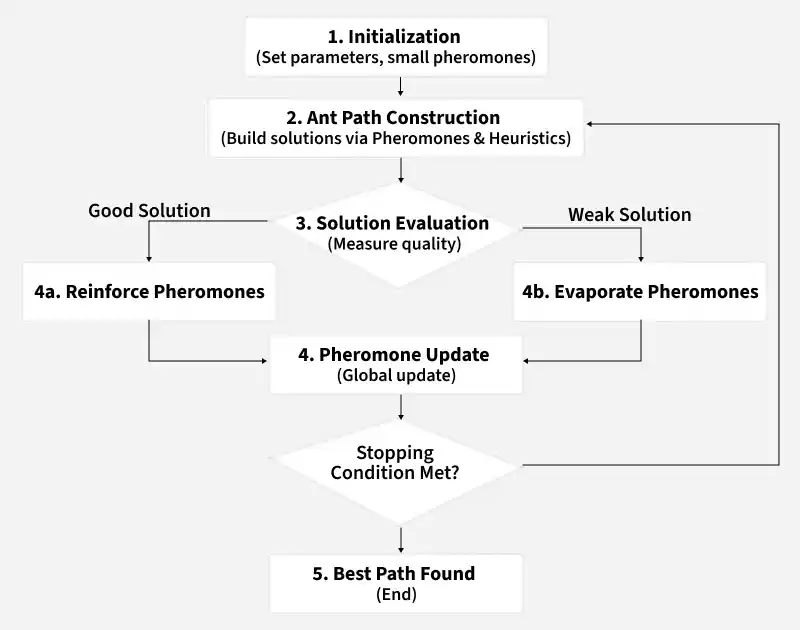 1. Initialization
(Set parameters, small pheromones)
2. Ant Path Construction
(Build solutions via Pheromones & Heuristics)
Good Solution
3. Solution Evaluation
(Measure quality)
Weak Solution
4a. Reinforce Pheromones
4b. Evaporate Pheromones
4. Pheromone Update
(Global update)
Stopping
Condition Met?
5. Best Path Found
(End)